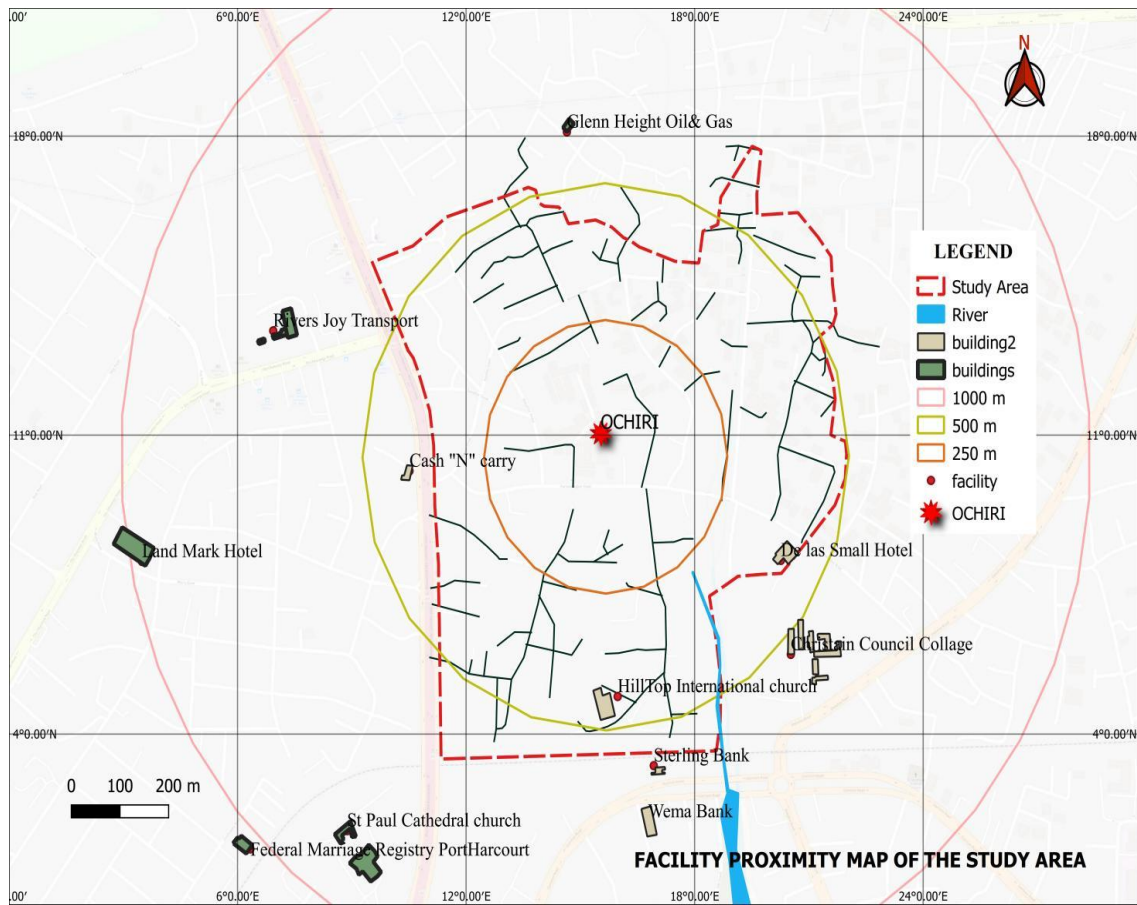 .00′
6°0.00′E
12°0.00′E
18°0.00′E
24°0.00′E
N
Glenn Height Oil& Gas
18°0.00′N
18°0.00′N
LEGEND
Study Area
River
building2
buildings
1000 m
500 m
250 m
facility
OCHIRI
Rivers Joy Transport
OCHIRI
11°0.00′N
11°0.00′N
Cash "N" carry
Land Mark Hotel
De las Small Hotel
Christain Council Collage
HillTop International church
4°0.00′N
4°0.00′N
Sterling Bank
0 100 200 m
Wema Bank
St Paul Cathedral church
Federal Marriage Registry PortHarcourt
FACILITY PROXIMITY MAP OF THE STUDY AREA
.00′
6°0.00′E
12°0.00′E
18°0.00′E
24°0.00′E